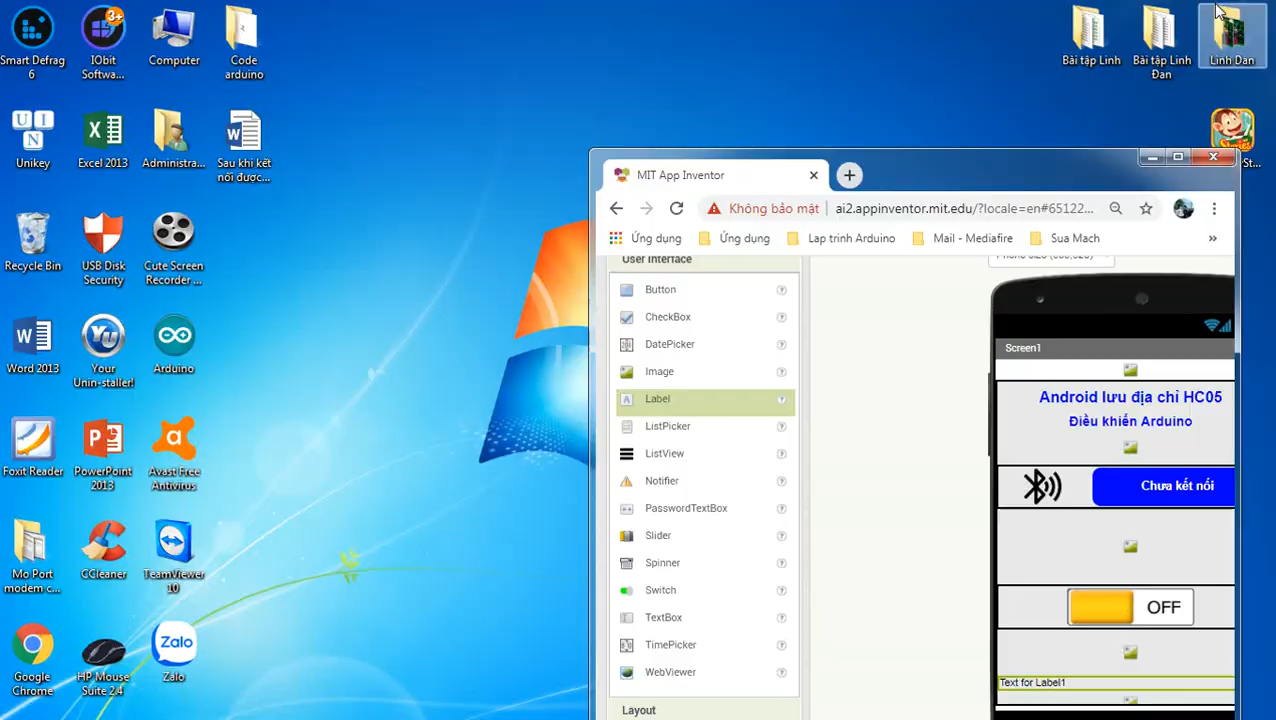 Smart Defrag
6
3+
IObit
Softwa...
Computer
Code
arduino
Bài tập Linh
Bài tập Linh
Đan
Linh Dan
UNI
N
Unikey
Excel 2013
Administra...
Sau khi kết
nối được...
St...
Recycle Bin
USB Disk
Security
Cute Screen
Recorder ...
Word 2013
Yu
Your
Unin-staller!
Arduino
Foxit Reader
PowerPoint
2013
Avast Free
Antivirus
Mo Port
modem c...
CCleaner
TeamViewer
10
Google
Chrome
HP Mouse
Suite 2.4
Zalo
Zalo
MIT App Inventor
Không bảo mật
ai2.appinventor.mit.edu/?locale=en#65122...
Ứng dụng
Ứng dụng
Lap trinh Arduino
Mail - Mediafire
Sua Mach
»
User Interface
Button
CheckBox
DatePicker
Image
Label
ListPicker
ListView
Notifier
PasswordTextBox
Slider
Spinner
Switch
TextBox
TimePicker
WebViewer
Layout
Screen1
Android lưu địa chỉ HC05
Điều khiển Arduino
Chưa kết nối
OFF
Text for Label1